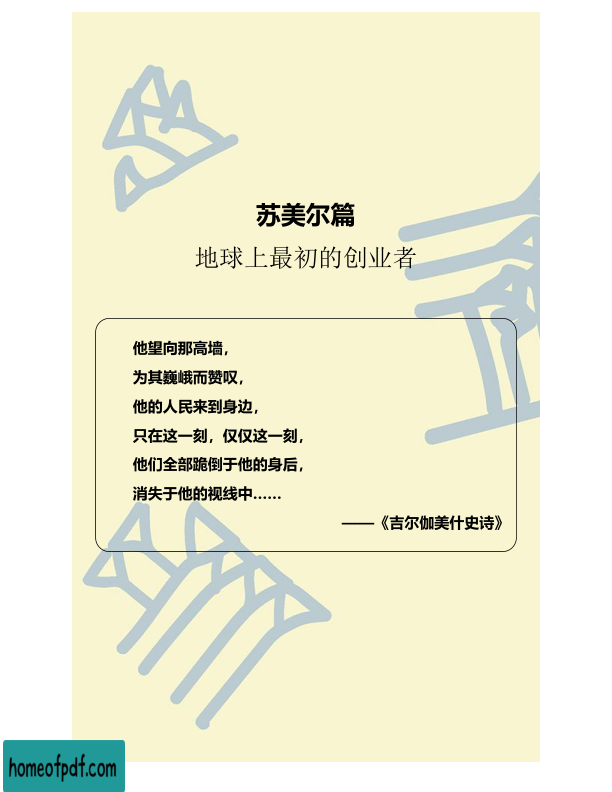 苏美尔篇
地球上最初的创业者
他望向那高墙，
为其巍峨而赞叹，
他的人民来到身边，
只在这一刻，仅仅这一刻，
他们全部跪倒于他的身后，
消失于他的视线中……
——《吉尔伽美什史诗》
homeofpdf.com